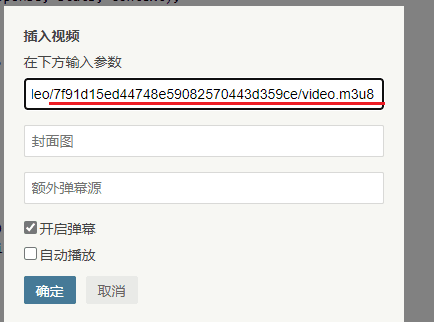 插入视频
在下方输入参数
leo/7f91d15ed44748e59082570443d359ce/video.m3u8
封面图
额外弹幕源
开启弹幕
自动播放
确定 取消